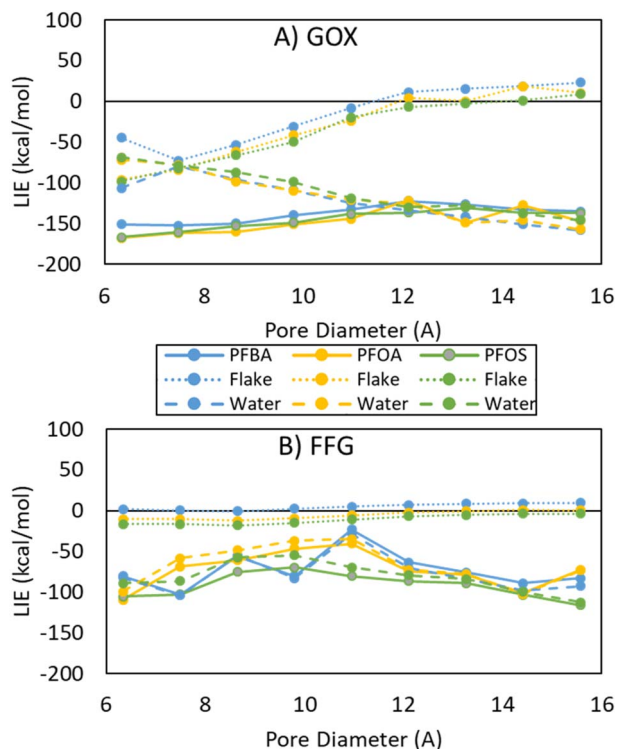 A) GOX
100
50
0
-50
-100
-150
-200
LIE (kcal/mol)
6 8 10 12 14 16
Pore Diameter (A)
PFBA PFOA PFOS
Flake Flake Flake
Water Water Water
B) FFG
100
50
0
-50
-100
-150
-200
LIE (kcal/mol)
6 8 10 12 14 16
Pore Diameter (A)